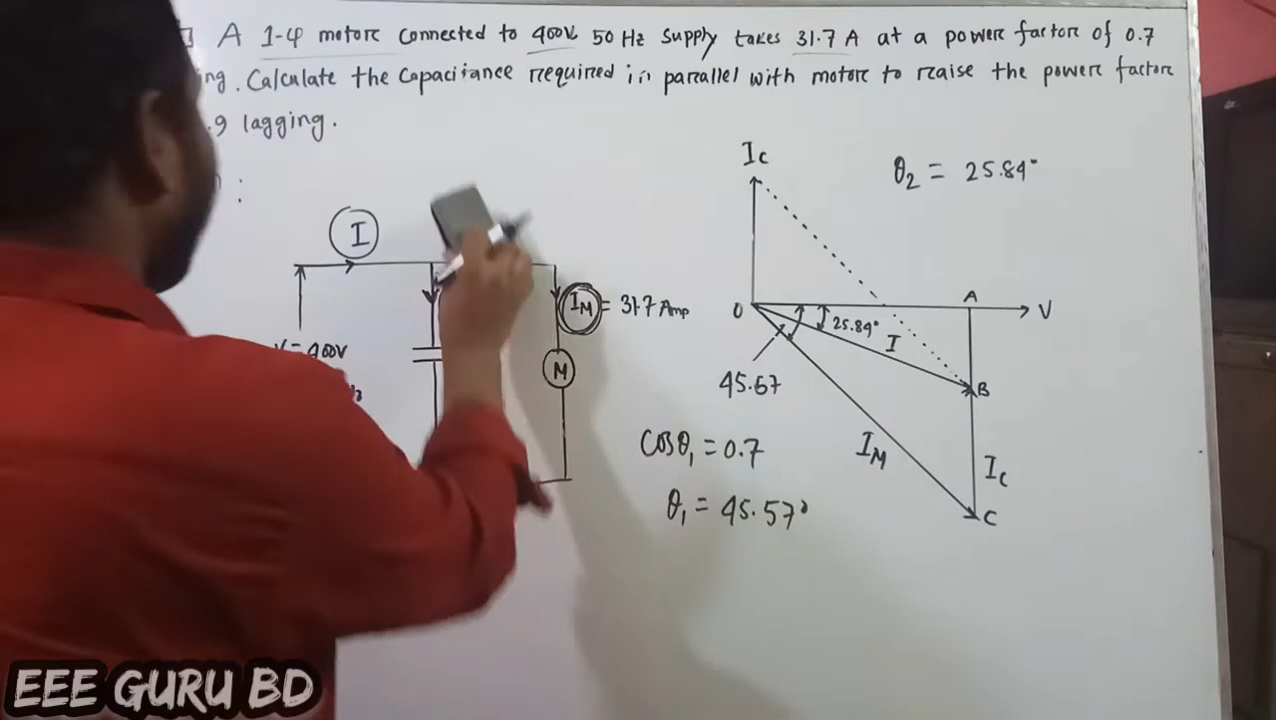 A 1-φ motor connected to 400V 50 Hz supply takes 31.7 A at a power factor of 0.7
ng. Calculate the Capacitance required in parallel with motor to raise the power factor
.9 lagging.
:
Ic
θ2 = 25.84°
I
IM = 31.7 Amp
O
A
V
25.84°
I
V = 400V
M
B
45.57
cosθ1 = 0.7
IM
Ic
θ1 = 45.57°
C
EEE GURU BD